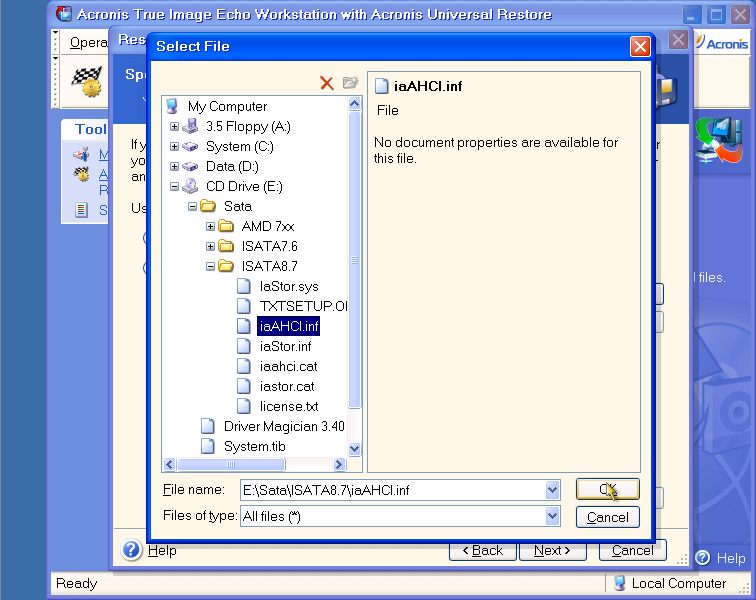 Acronis True Image Echo Workstation with Acronis Universal Restore
Opera
Res
Acronis
Sp
Tool
M
A
R
S
If y
yo
an
r
Us
l files.
Select File
My Computer
3.5 Floppy (A:)
System (C:)
Data (D:)
CD Drive (E:)
Sata
AMD 7xx
ISATA7.6
ISATA8.7
IaStor.sys
TXTSETUP.OI
iaAHCI.inf
iaStor.inf
iaahci.cat
iastor.cat
license.txt
Driver Magician 3.40
System.tib
iaAHCI.inf
File
No document properties are available for
this file.
File name: E:\Sata\ISATA8.7\iaAHCI.inf
OK
Files of type: All files (*)
Cancel
Help
< Back
Next >
Cancel
Help
Ready
Local Computer